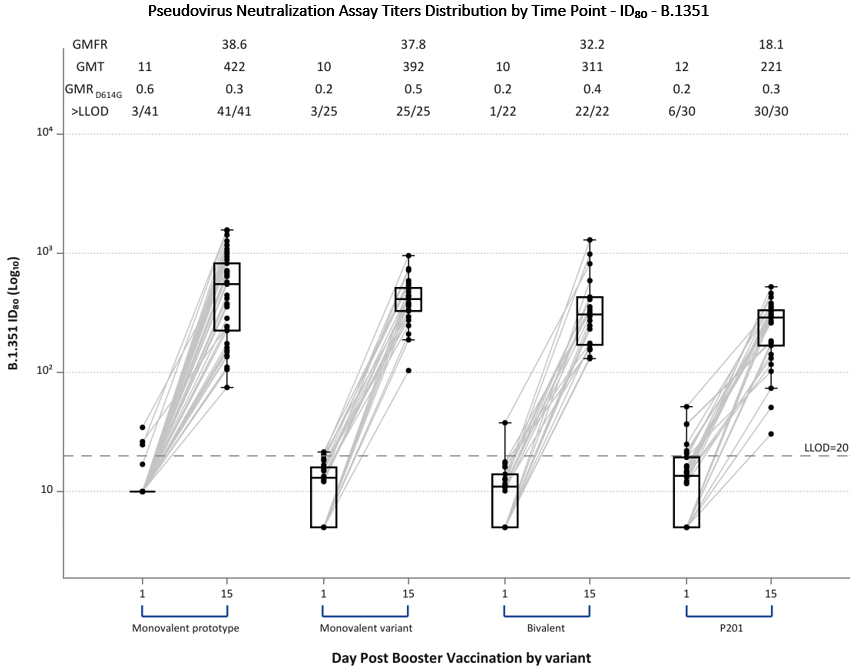 Pseudovirus Neutralization Assay Titers Distribution by Time Point - ID₈₀ - B.1351
GMFR 38.6 37.8 32.2 18.1
GMT 11 422 10 392 10 311 12 221
GMR D614G 0.6 0.3 0.2 0.5 0.2 0.4 0.2 0.3
>LLOD 3/41 41/41 3/25 25/25 1/22 22/22 6/30 30/30
10⁴
10³
10²
10
B.1.351 ID₈₀ (Log₁₀)
LLOD=20
1 15 1 15 1 15 1 15
Monovalent prototype Monovalent variant Bivalent P201
Day Post Booster Vaccination by variant